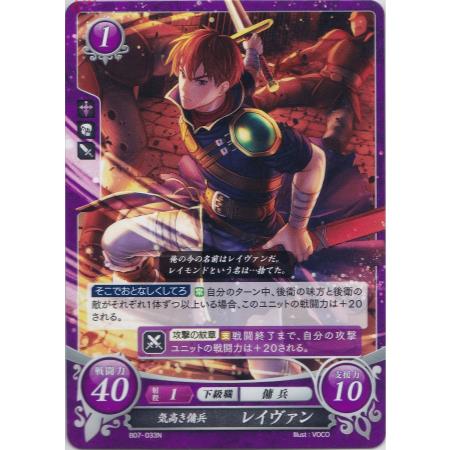 1
俺の今の名前はレイヴァンだ。
レイモンドという名は…捨てた。
そこでおとなしくしてろ 自分のターン中、後衛の味方と後衛の
敵がそれぞれ1体ずつ以上いる場合、このユニットの戦闘力は+20
される。
攻撃の紋章 戦闘終了まで、自分の攻撃
ユニットの戦闘力は+20される。
戦闘力
40
射程 1 下級職 傭兵
支援力
10
気高き傭兵 レイヴァン
B07-033N Illust : VOCO